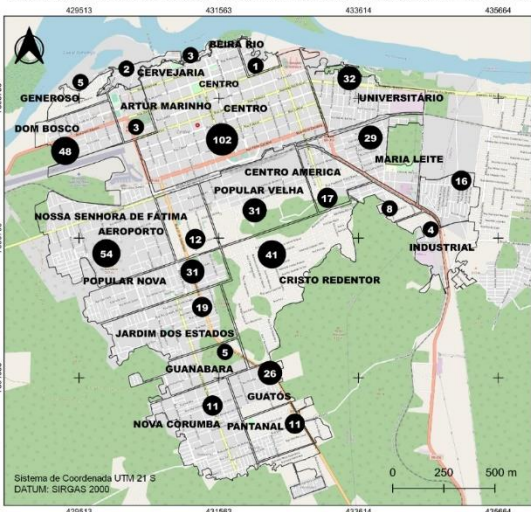 429513 431563 433614 435664
BEIRA RIO
3
1
2
CERVEJARIA
5
CENTRO
32
GENEROSO
ARTUR MARINHO
CENTRO
UNIVERSITÁRIO
DOM BOSCO
3
102
29
48
MARIA LEITE
CENTRO AMERICA
16
POPULAR VELHA
17
31
8
NOSSA SENHORA DE FATIMA
AEROPORTO
12
4
54
41
INDUSTRIAL
31
POPULAR NOVA
CRISTO REDENTOR
19
JARDIM DOS ESTADOS
5
GUANABARA
26
GUATÓS
11
NOVA CORUMBA
PANTANAL
11
Sistema de Coordenada UTM 21 S
DATUM: SIRGAS 2000
0 250 500 m
429513 431563 433614 435664